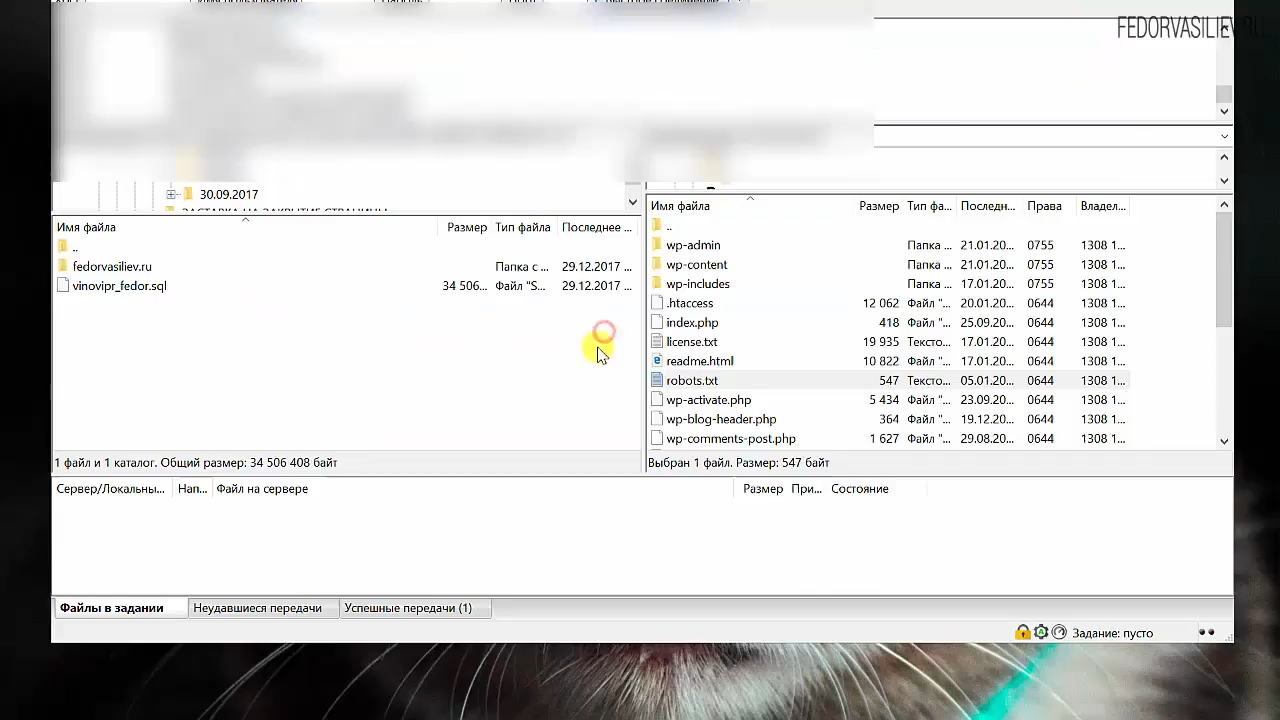 FEDORVASILIEV.RU
30.09.2017
ЗАСТАВКА НА ЗАКРЫТИЕ СТРАНИЦЫ
Имя файла Размер Тип файла Последнее ...
..
fedorvasiliev.ru Папка с ... 29.12.2017 ...
vinovipr_fedor.sql 34 506... Файл "S... 29.12.2017 ...
1 файл и 1 каталог. Общий размер: 34 506 408 байт
Имя файла Размер Тип фа... Последн... Права Владел...
..
wp-admin Папка ... 21.01.20... 0755 1308 1...
wp-content Папка ... 21.01.20... 0755 1308 1...
wp-includes Папка ... 17.01.20... 0755 1308 1...
.htaccess 12 062 Файл "... 20.01.20... 0644 1308 1...
index.php 418 Файл "... 25.09.20... 0644 1308 1...
license.txt 19 935 Тексто... 17.01.20... 0644 1308 1...
readme.html 10 822 Файл "... 17.01.20... 0644 1308 1...
robots.txt 547 Тексто... 05.01.20... 0644 1308 1...
wp-activate.php 5 434 Файл "... 23.09.20... 0644 1308 1...
wp-blog-header.php 364 Файл "... 19.12.20... 0644 1308 1...
wp-comments-post.php 1 627 Файл "... 29.08.20... 0644 1308 1...
Выбран 1 файл. Размер: 547 байт
Сервер/Локальны... Нап... Файл на сервере Размер При... Состояние
Файлы в задании Неудавшиеся передачи Успешные передачи (1)
Задание: пусто